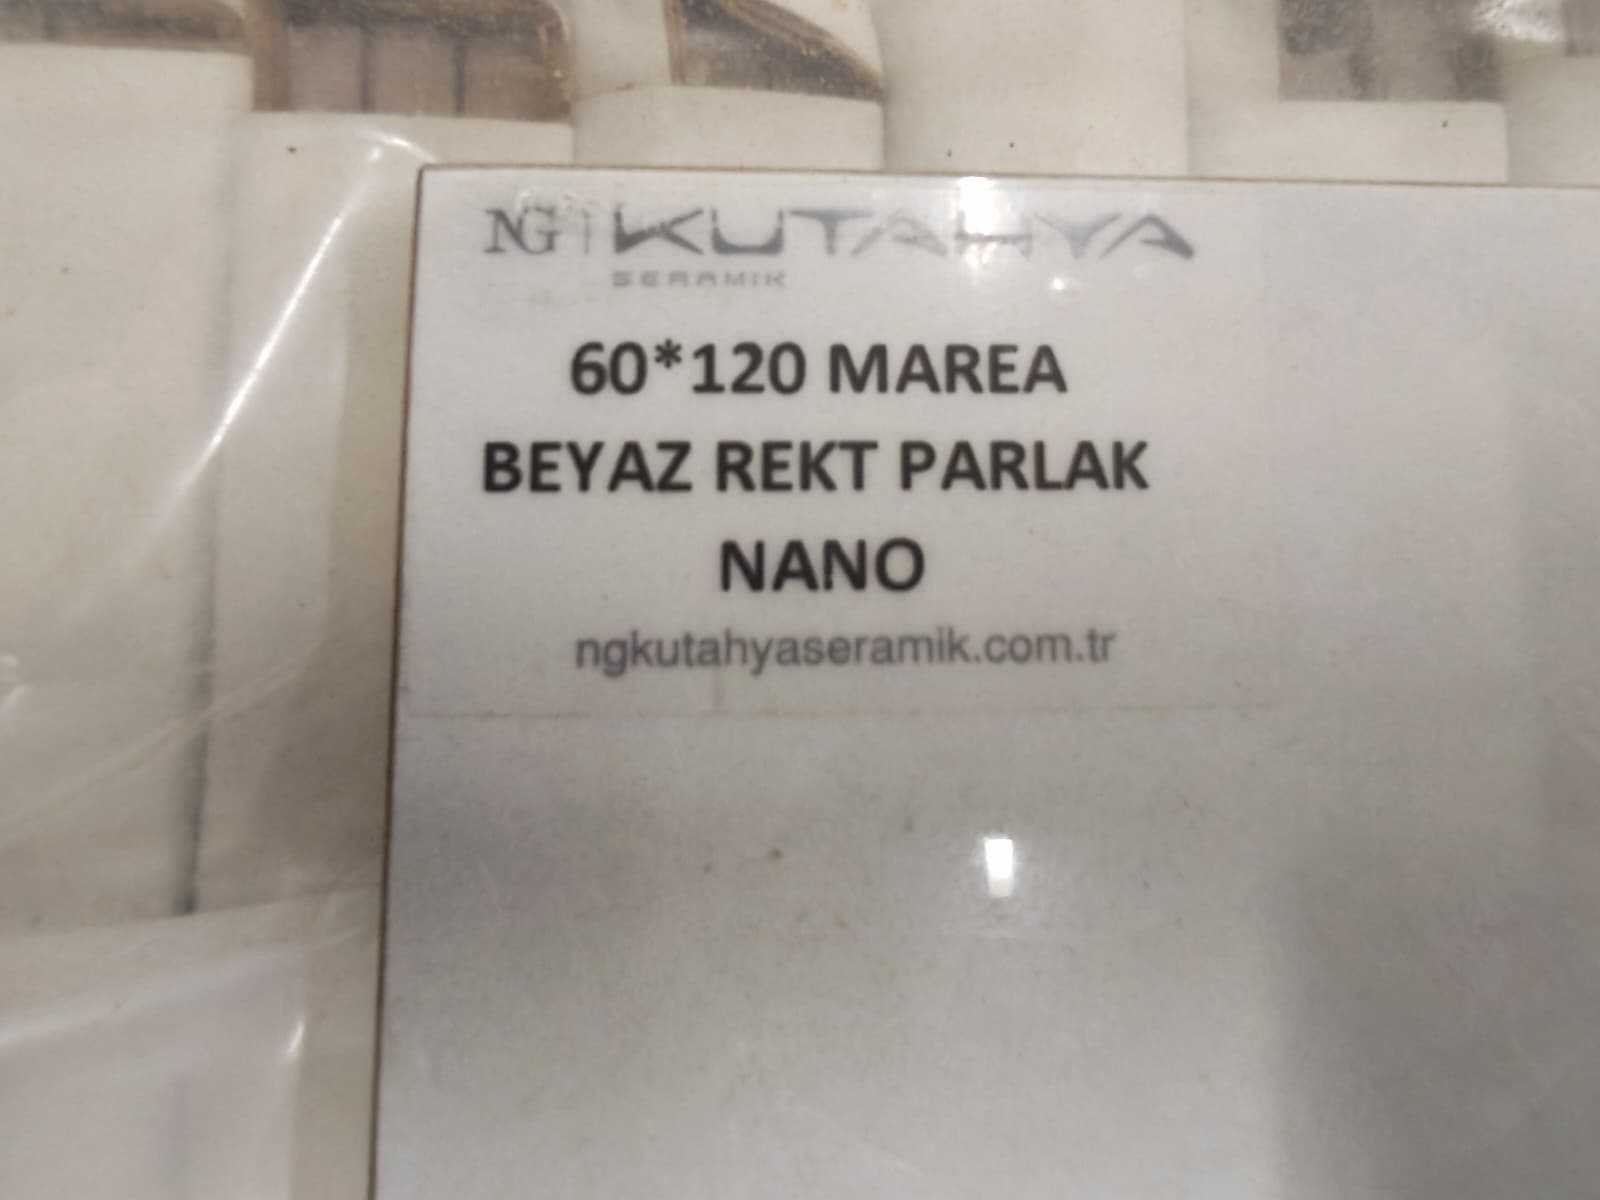 NG KUTAHYA
SERAMIK
60*120 MAREA
BEYAZ REKT PARLAK
NANO
ngkutahyaseramik.com.tr